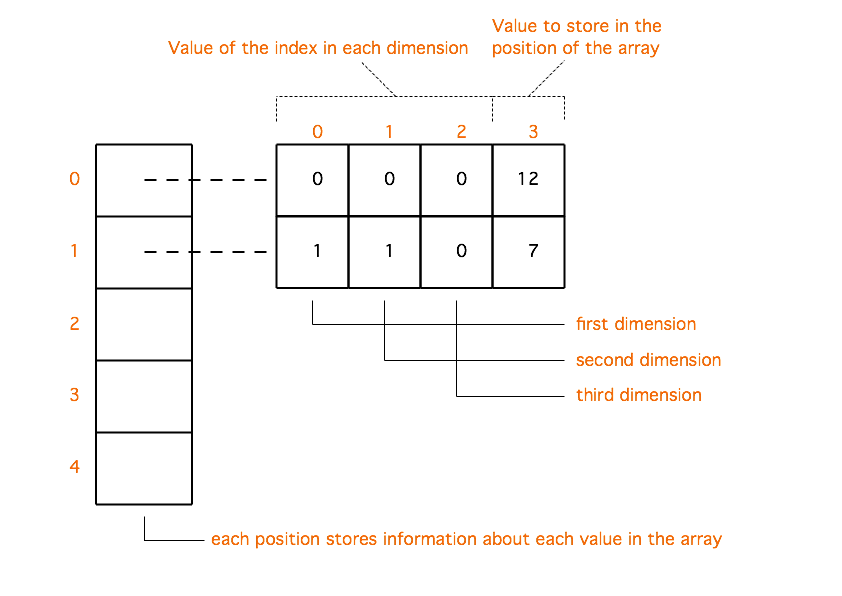 Value to store in the
Value of the index in each dimension position of the array
0 1 2 3
0 0 0 0 12
1 1 1 0 7
2 first dimension
second dimension
3 third dimension
4
each position stores information about each value in the array